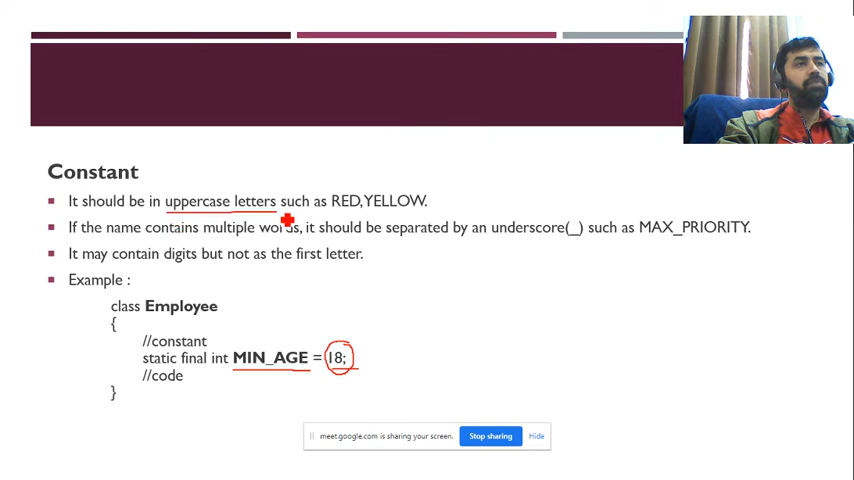 Constant
It should be in uppercase letters such as RED,YELLOW.
If the name contains multiple words, it should be separated by an underscore(_) such as MAX_PRIORITY.
It may contain digits but not as the first letter.
Example :
class Employee
{
//constant
static final int MIN_AGE = 18;
//code
}
meet.google.com is sharing your screen. Stop sharing Hide